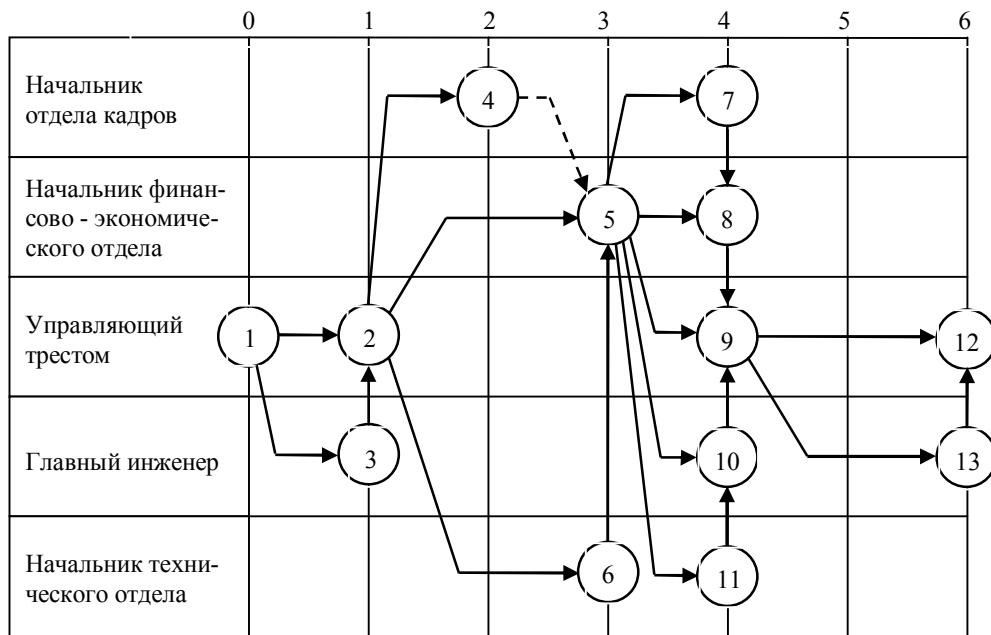 0 1 2 3 4 5 6
Начальник
отдела кадров
4 7
Начальник финан-
сово - экономиче-
ского отдела
5 8
Управляющий
трестом
1 2 9 12
Главный инженер
3 10 13
Начальник техни-
ческого отдела
6 11